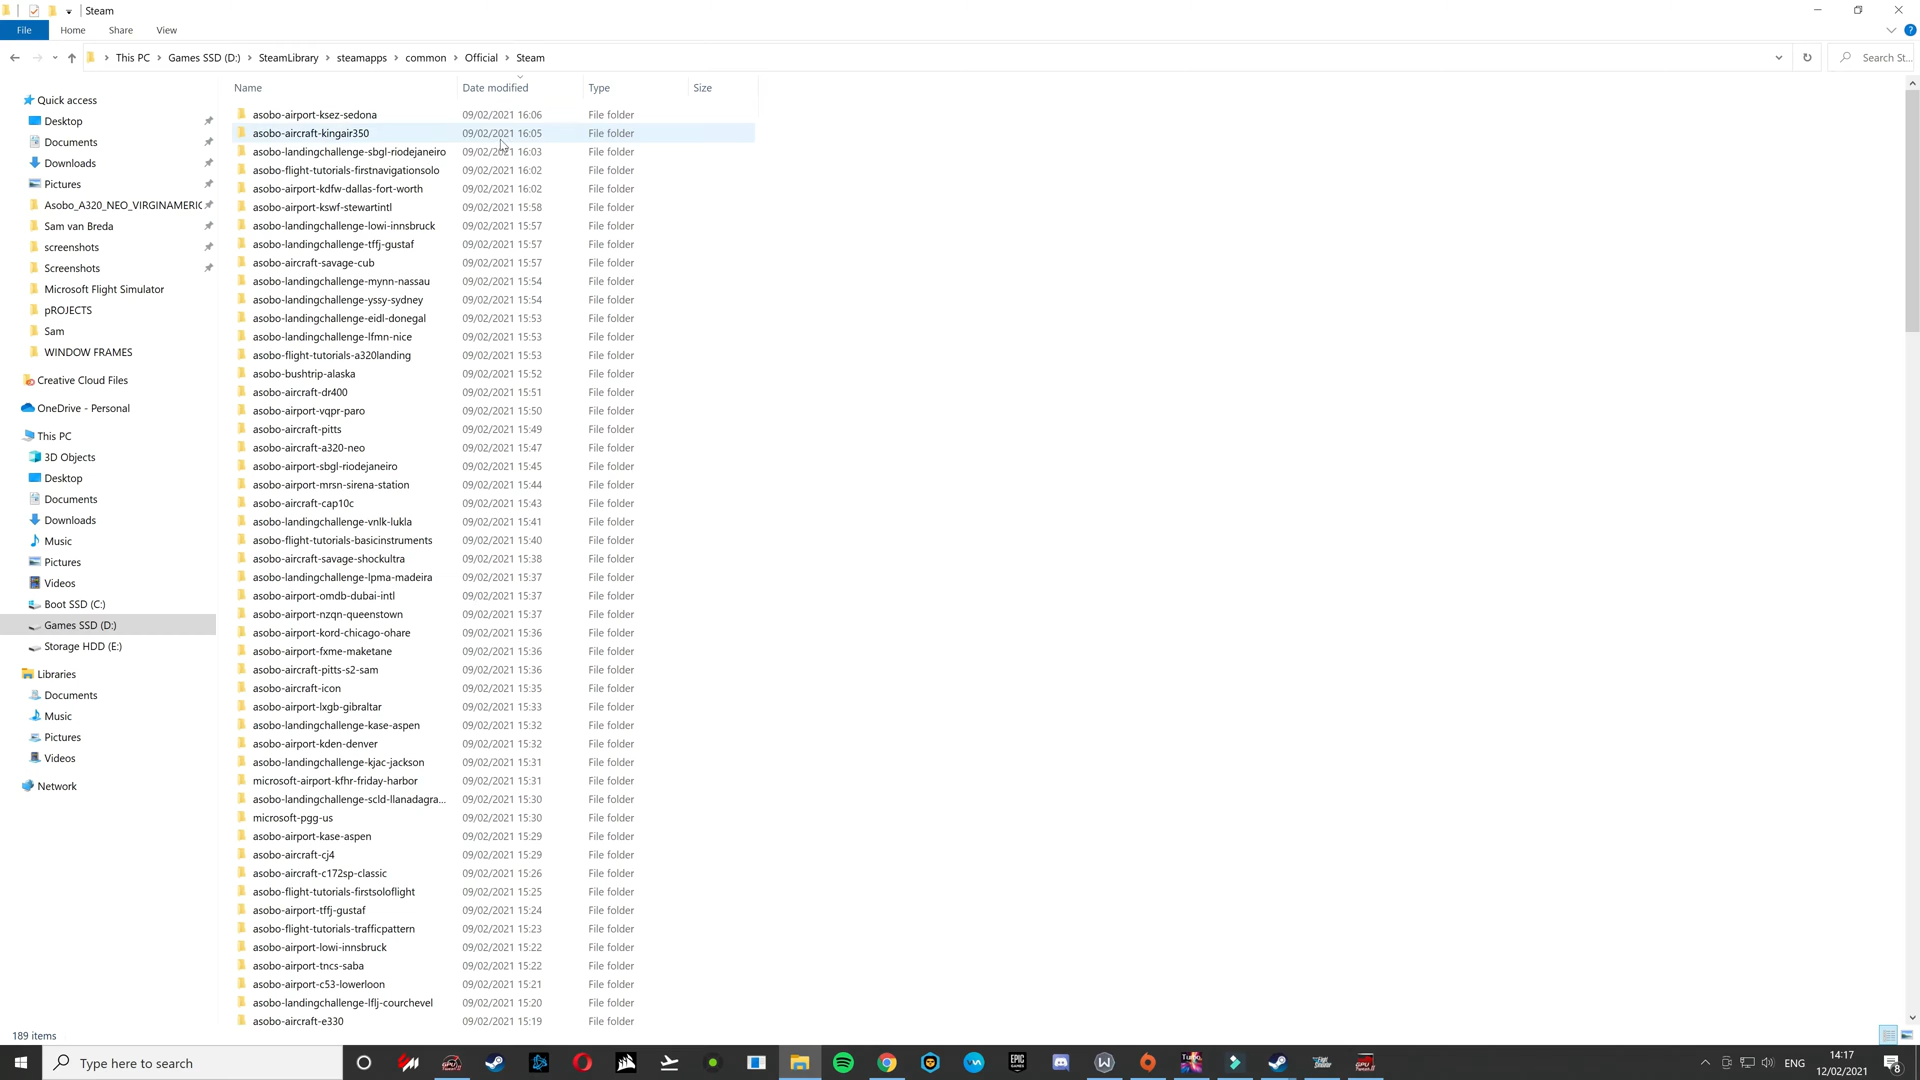 Steam
File Home Share View
This PC Games SSD (D:) SteamLibrary steamapps common Official Steam
Search St...
Name Date modified Type Size
Quick access
Desktop
Documents
Downloads
Pictures
Asobo_A320_NEO_VIRGINAMERIC
Sam van Breda
screenshots
Screenshots
Microsoft Flight Simulator
pROJECTS
Sam
WINDOW FRAMES
Creative Cloud Files
OneDrive - Personal
This PC
3D Objects
Desktop
Documents
Downloads
Music
Pictures
Videos
Boot SSD (C:)
Games SSD (D:)
Storage HDD (E:)
Libraries
Documents
Music
Pictures
Videos
Network
asobo-airport-ksez-sedona 09/02/2021 16:06 File folder
asobo-aircraft-kingair350 09/02/2021 16:05 File folder
asobo-landingchallenge-sbgl-riodejaneiro 09/02/2021 16:03 File folder
asobo-flight-tutorials-firstnavigationsolo 09/02/2021 16:02 File folder
asobo-airport-kdfw-dallas-fort-worth 09/02/2021 16:02 File folder
asobo-airport-kswf-stewartintl 09/02/2021 15:58 File folder
asobo-landingchallenge-lowi-innsbruck 09/02/2021 15:57 File folder
asobo-landingchallenge-tffj-gustaf 09/02/2021 15:57 File folder
asobo-aircraft-savage-cub 09/02/2021 15:57 File folder
asobo-landingchallenge-mynn-nassau 09/02/2021 15:54 File folder
asobo-landingchallenge-yssy-sydney 09/02/2021 15:54 File folder
asobo-landingchallenge-eidl-donegal 09/02/2021 15:53 File folder
asobo-landingchallenge-lfmn-nice 09/02/2021 15:53 File folder
asobo-flight-tutorials-a320landing 09/02/2021 15:53 File folder
asobo-bushtrip-alaska 09/02/2021 15:52 File folder
asobo-aircraft-dr400 09/02/2021 15:51 File folder
asobo-airport-vqpr-paro 09/02/2021 15:50 File folder
asobo-aircraft-pitts 09/02/2021 15:49 File folder
asobo-aircraft-a320-neo 09/02/2021 15:47 File folder
asobo-airport-sbgl-riodejaneiro 09/02/2021 15:45 File folder
asobo-airport-mrsn-sirena-station 09/02/2021 15:44 File folder
asobo-aircraft-cap10c 09/02/2021 15:43 File folder
asobo-landingchallenge-vnlk-lukla 09/02/2021 15:41 File folder
asobo-flight-tutorials-basicinstruments 09/02/2021 15:40 File folder
asobo-aircraft-savage-shockultra 09/02/2021 15:38 File folder
asobo-landingchallenge-lpma-madeira 09/02/2021 15:37 File folder
asobo-airport-omdb-dubai-intl 09/02/2021 15:37 File folder
asobo-airport-nzqn-queenstown 09/02/2021 15:37 File folder
asobo-airport-kord-chicago-ohare 09/02/2021 15:36 File folder
asobo-airport-fxme-maketane 09/02/2021 15:36 File folder
asobo-aircraft-pitts-s2-sam 09/02/2021 15:36 File folder
asobo-aircraft-icon 09/02/2021 15:35 File folder
asobo-airport-lxgb-gibraltar 09/02/2021 15:33 File folder
asobo-landingchallenge-kase-aspen 09/02/2021 15:32 File folder
asobo-airport-kden-denver 09/02/2021 15:32 File folder
asobo-landingchallenge-kjac-jackson 09/02/2021 15:31 File folder
microsoft-airport-kfhr-friday-harbor 09/02/2021 15:31 File folder
asobo-landingchallenge-scld-llanadagra... 09/02/2021 15:30 File folder
microsoft-pgg-us 09/02/2021 15:30 File folder
asobo-airport-kase-aspen 09/02/2021 15:29 File folder
asobo-aircraft-cj4 09/02/2021 15:29 File folder
asobo-aircraft-c172sp-classic 09/02/2021 15:26 File folder
asobo-flight-tutorials-firstsoloflight 09/02/2021 15:25 File folder
asobo-airport-tffj-gustaf 09/02/2021 15:24 File folder
asobo-flight-tutorials-trafficpattern 09/02/2021 15:23 File folder
asobo-airport-lowi-innsbruck 09/02/2021 15:22 File folder
asobo-airport-tncs-saba 09/02/2021 15:22 File folder
asobo-airport-c53-lowerloon 09/02/2021 15:21 File folder
asobo-landingchallenge-lflj-courchevel 09/02/2021 15:20 File folder
asobo-aircraft-e330 09/02/2021 15:19 File folder
189 items
Type here to search
EPIC GAMES
ENG
14:17
12/02/2021
8